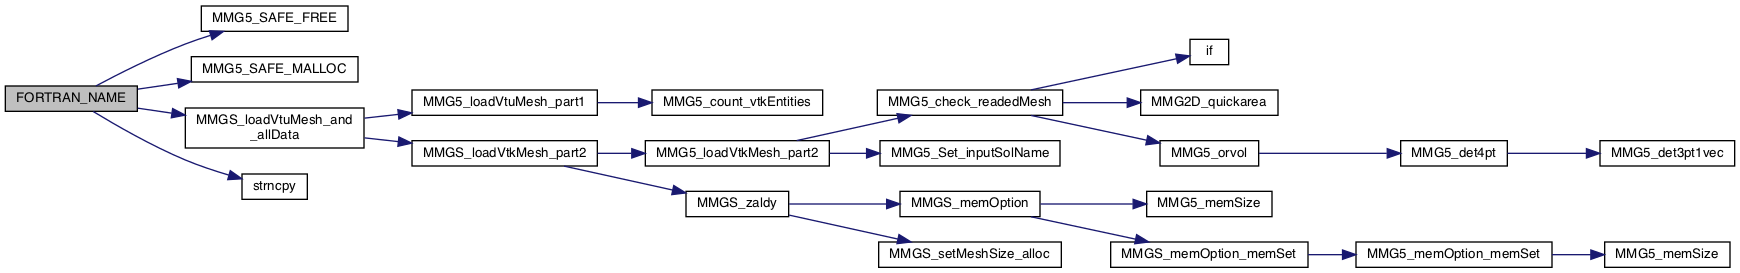 FORTRAN_NAME
MMG5_SAFE_FREE
MMG5_SAFE_MALLOC
MMGS_loadVtuMesh_and
_allData
strncpy
MMG5_loadVtuMesh_part1
MMGS_loadVtkMesh_part2
MMG5_count_vtkEntities
MMG5_loadVtkMesh_part2
MMGS_zaldy
MMG5_check_readedMesh
MMG5_Set_inputSolName
MMGS_memOption
MMGS_setMeshSize_alloc
if
MMG2D_quickarea
MMG5_orvol
MMG5_memSize
MMGS_memOption_memSet
MMG5_det4pt
MMG5_det3pt1vec
MMG5_memOption_memSet
MMG5_memSize